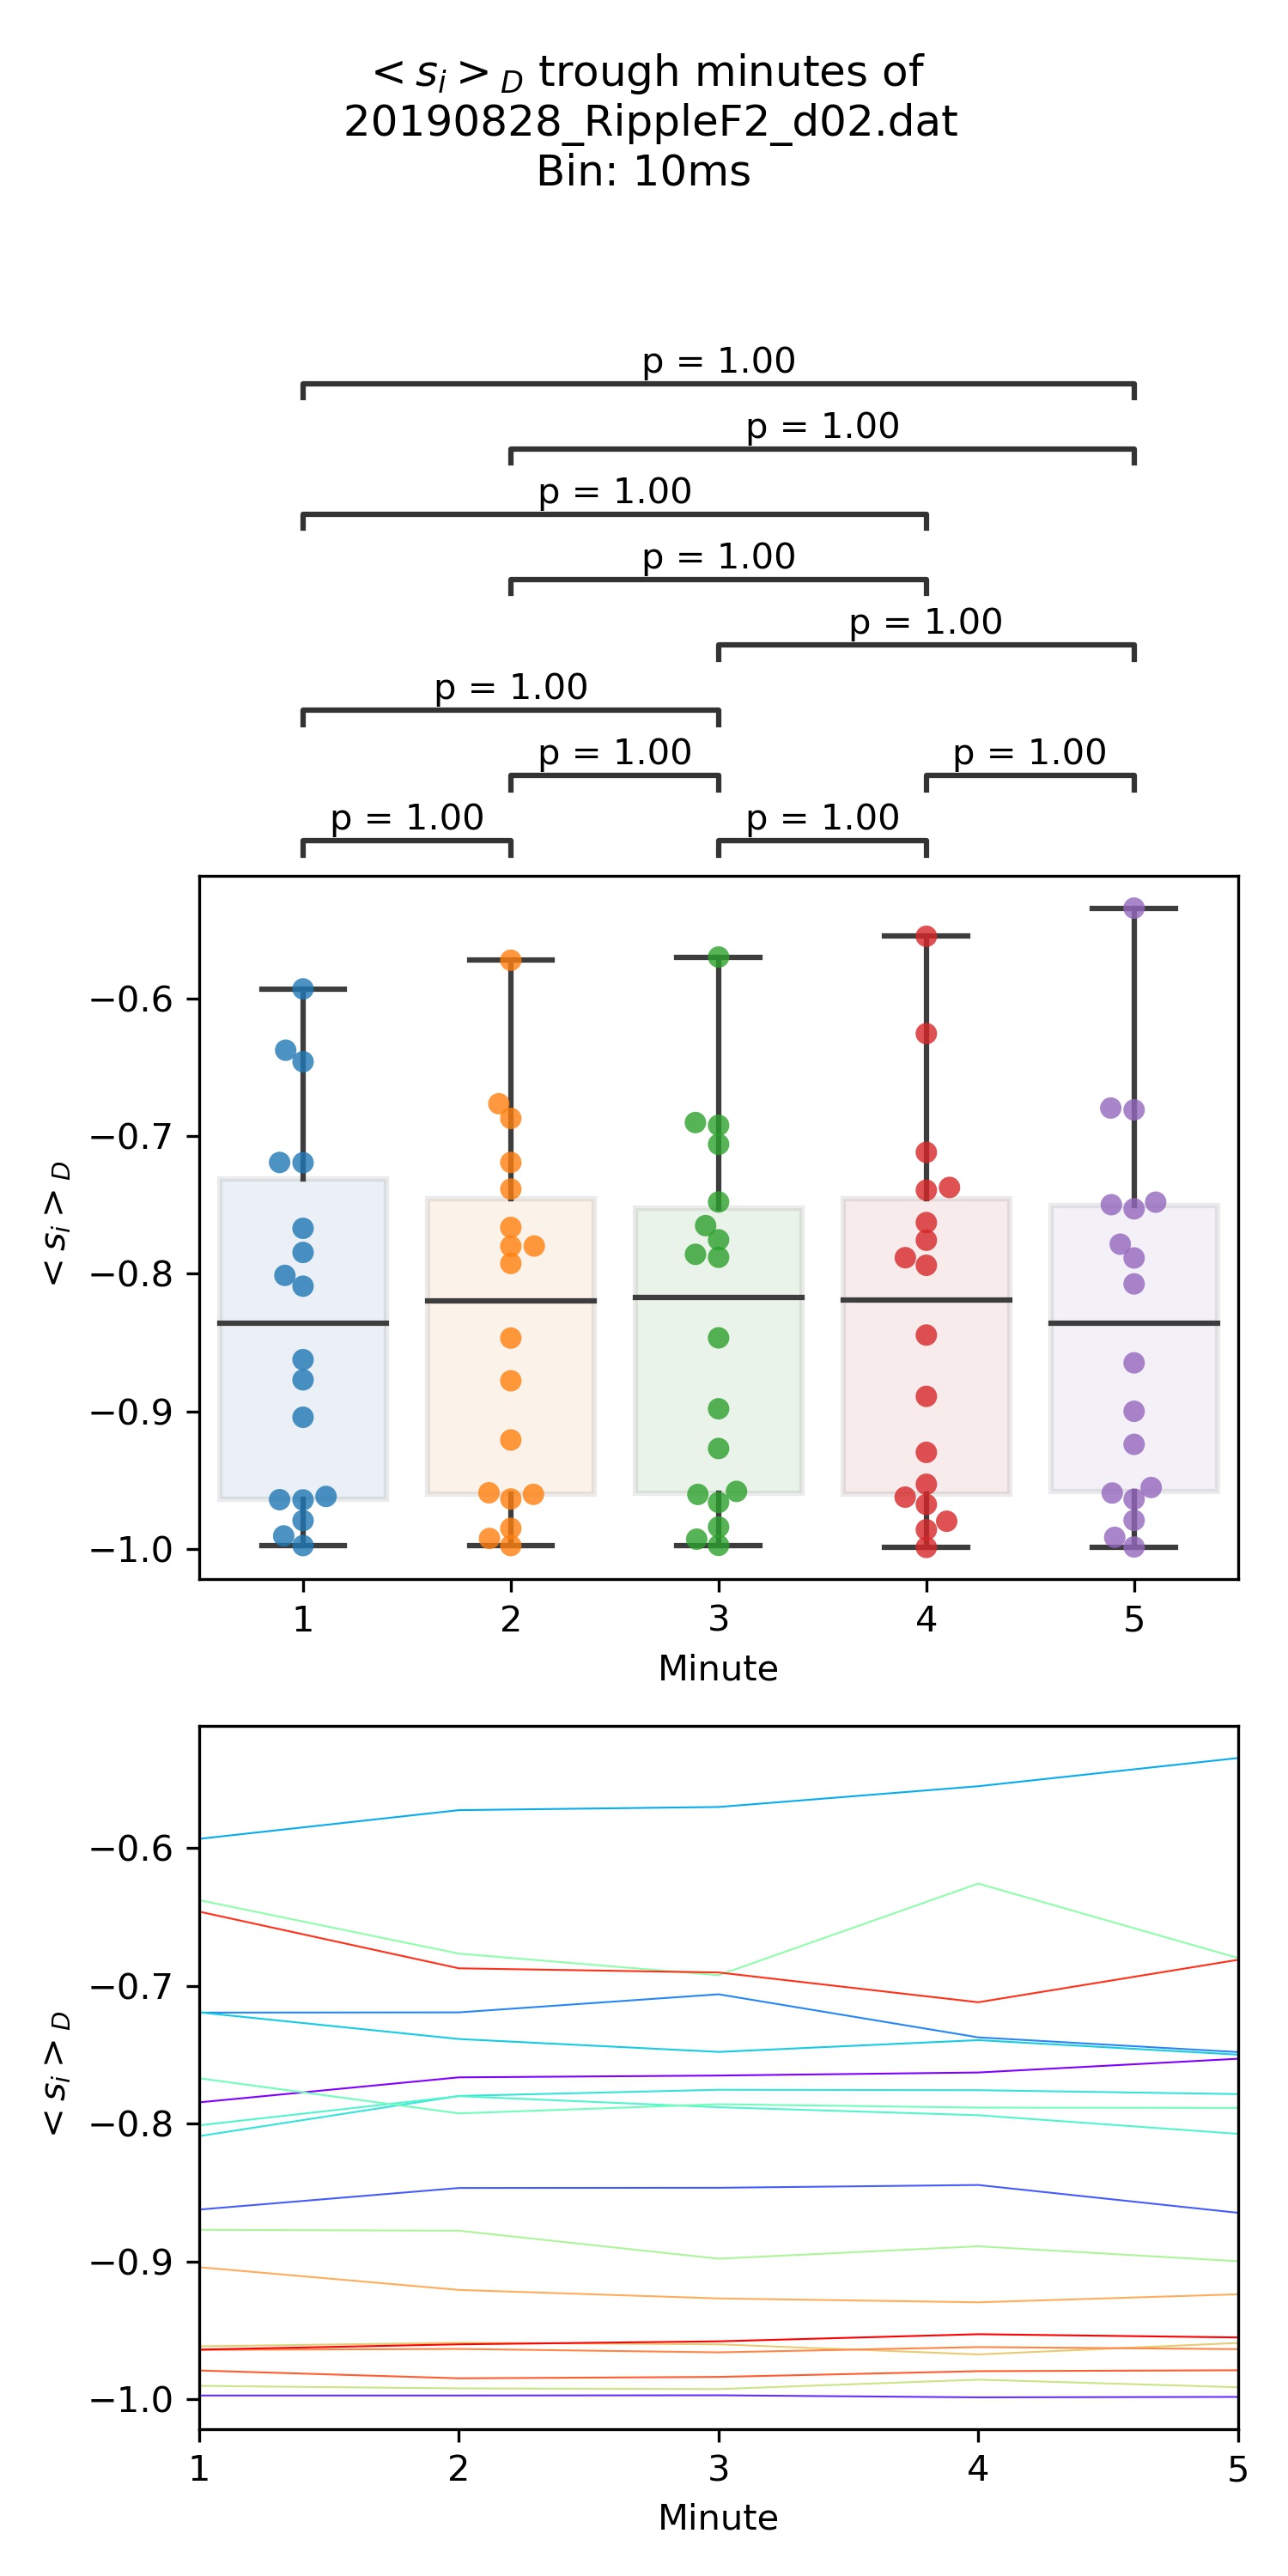 < s_i >_D trough minutes of
20190828_RippleF2_d02.dat
Bin: 10ms
p = 1.00
p = 1.00
p = 1.00
p = 1.00
p = 1.00
p = 1.00
p = 1.00 p = 1.00
p = 1.00 p = 1.00
< s_i >_D
−0.6
−0.7
−0.8
−0.9
−1.0
1 2 3 4 5
Minute
< s_i >_D
−0.6
−0.7
−0.8
−0.9
−1.0
1 2 3 4 5
Minute